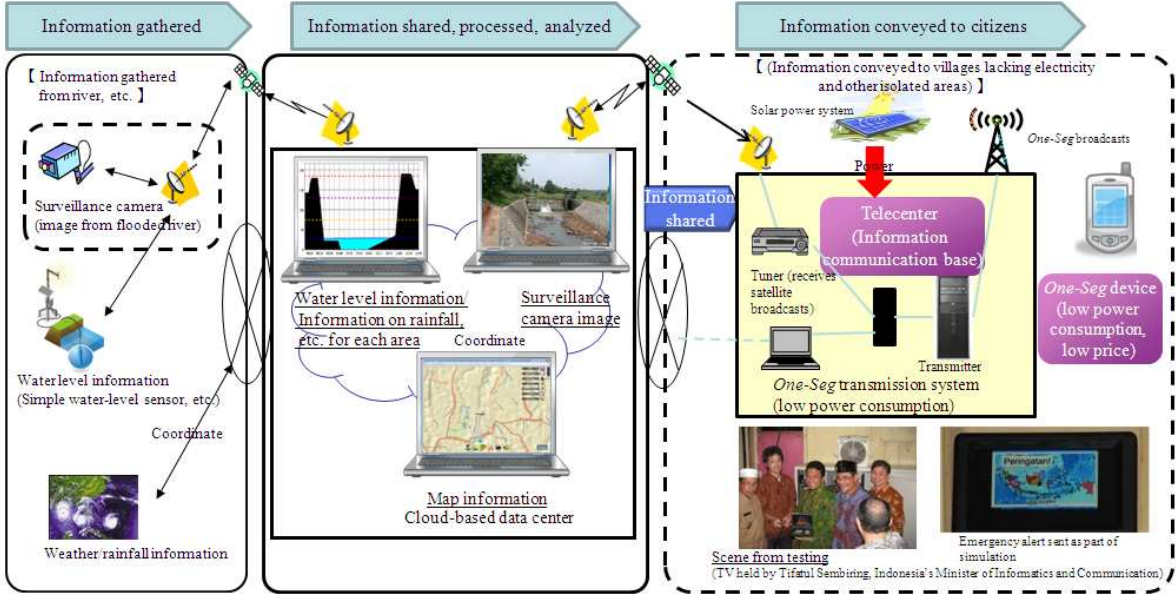 Information gathered
Information shared, processed, analyzed
Information conveyed to citizens
【 Information gathered
from river, etc. 】
Surveillance camera
(image from flooded river)
Water level information
(Simple water-level sensor, etc.)
Coordinate
Weather/rainfall information
Water level information/
Information on rainfall,
etc. for each area
Surveillance
camera image
Coordinate
Map information
Cloud-based data center
Information
shared
【 (Information conveyed to villages lacking electricity
and other isolated areas) 】
Solar power system
Power
One-Seg broadcasts
Telecenter
(Information
communication base)
Tuner (receives
satellite
broadcasts)
Transmitter
One-Seg transmission system
(low power consumption)
One-Seg device
(low power
consumption,
low price)
Peringatan!
Scene from testing
(TV held by Tifatul Sembiring, Indonesia's Minister of Informatics and Communication)
Emergency alert sent as part of
simulation